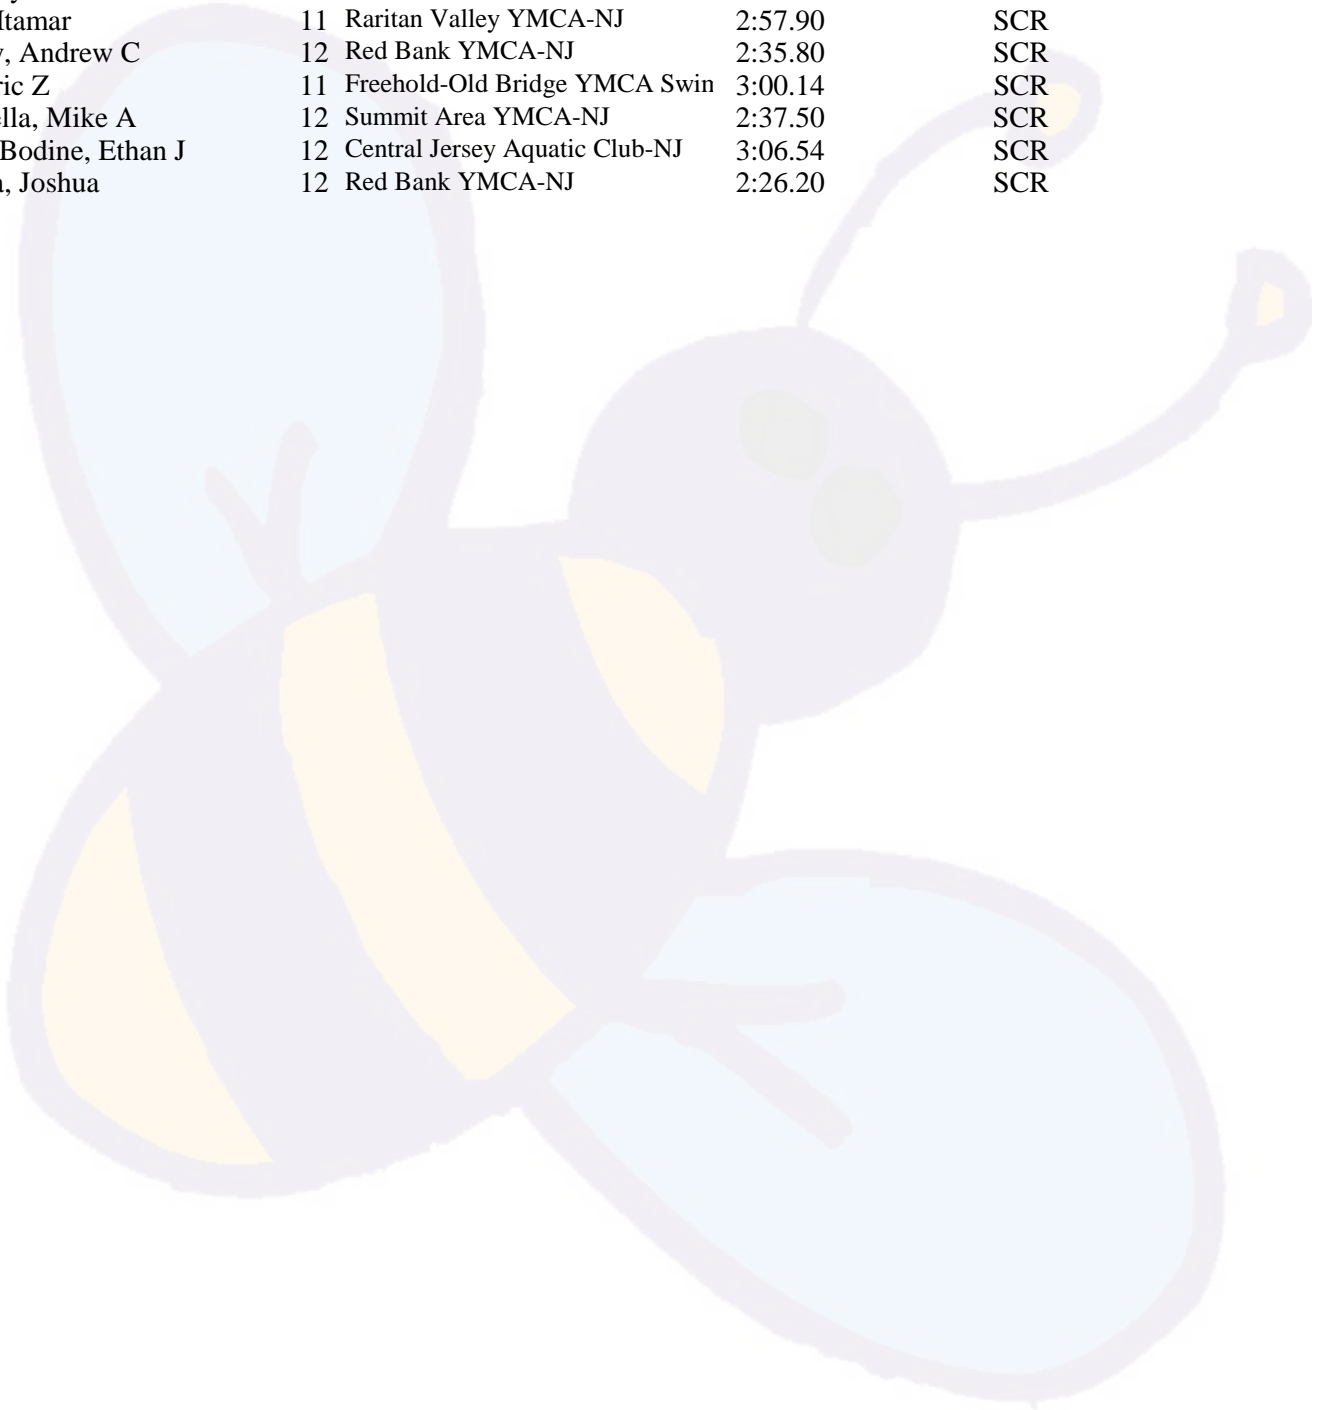 Itamar 11 Raritan Valley YMCA-NJ 2:57.90 SCR
Andrew C 12 Red Bank YMCA-NJ 2:35.80 SCR
ric Z 11 Freehold-Old Bridge YMCA Swin 3:00.14 SCR
ella, Mike A 12 Summit Area YMCA-NJ 2:37.50 SCR
Bodine, Ethan J 12 Central Jersey Aquatic Club-NJ 3:06.54 SCR
Joshua 12 Red Bank YMCA-NJ 2:26.20 SCR